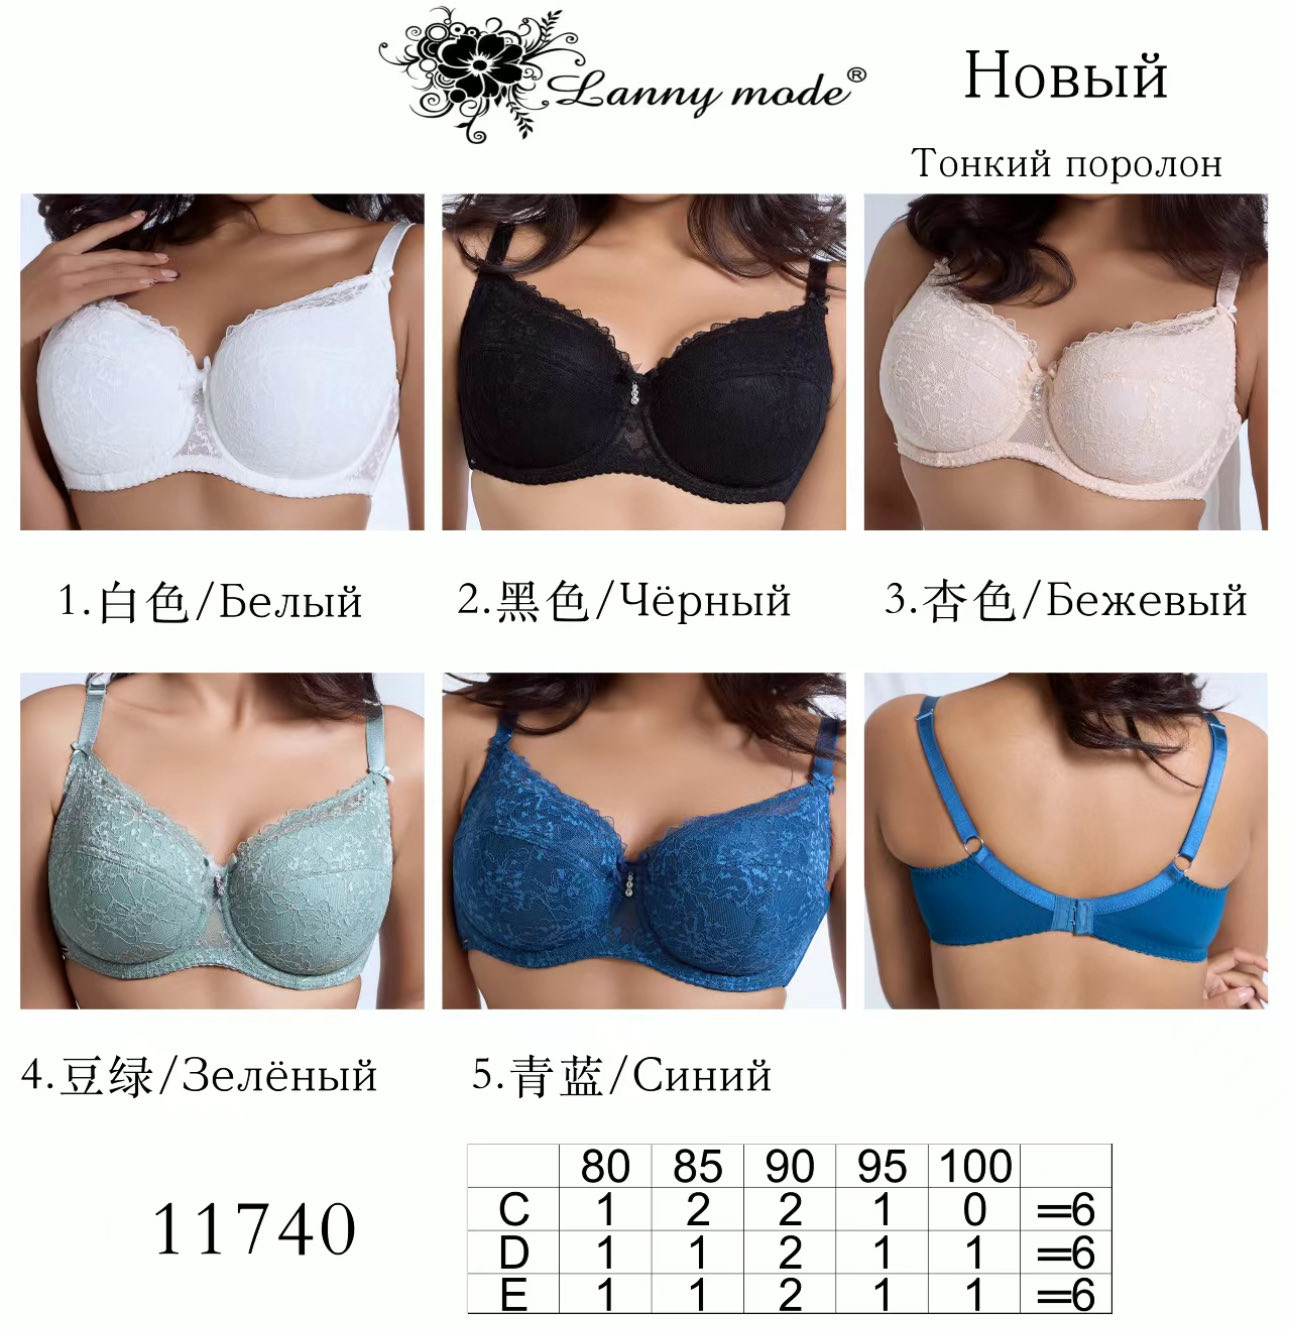 Lanny mode®
Новый
Тонкий поролон
1.白色/Белый
2.黑色/Чёрный
3.杏色/Бежевый
4.豆绿/Зелёный
5.青蓝/Синий
11740
80 85 90 95 100
C 1 2 2 1 0 =6
D 1 1 2 1 1 =6
E 1 1 2 1 1 =6